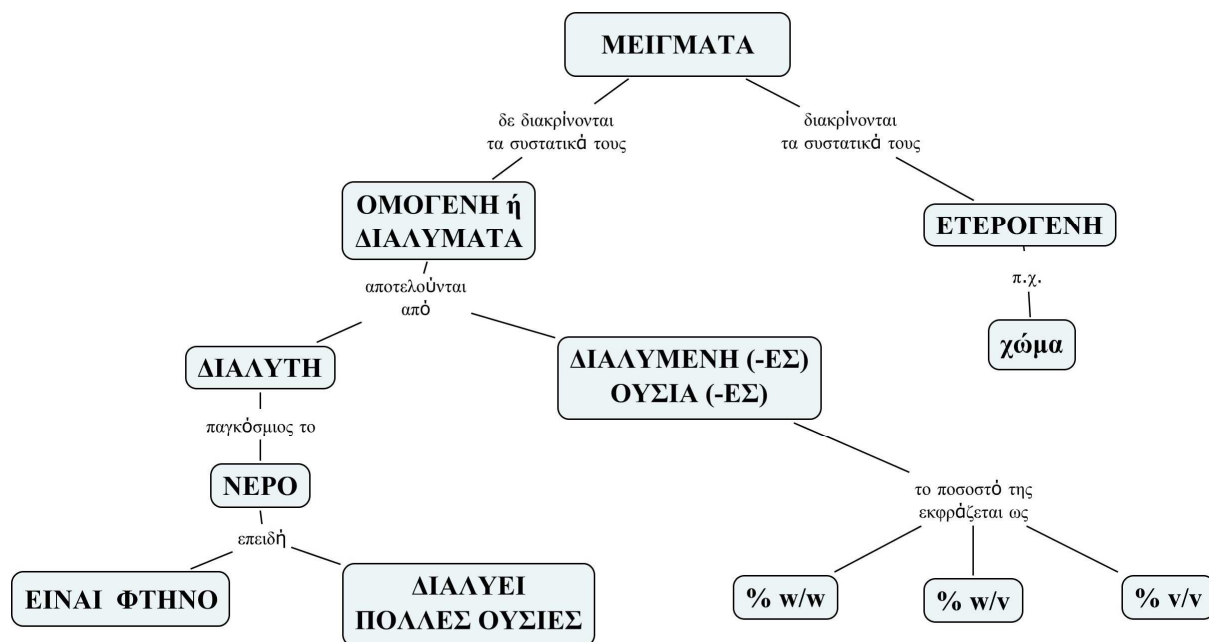 ΜΕΙΓΜΑΤΑ
δε διακρίνονται
τα συστατικά τους
διακρίνονται
τα συστατικά τους
ΟΜΟΓΕΝΗ ή
ΔΙΑΛΥΜΑΤΑ
ΕΤΕΡΟΓΕΝΗ
αποτελούνται
από
π.χ.
χώμα
ΔΙΑΛΥΤΗ
ΔΙΑΛΥΜΕΝΗ (-ΕΣ)
ΟΥΣΙΑ (-ΕΣ)
παγκόσμιος το
ΝΕΡΟ
το ποσοστό της
εκφράζεται ως
επειδή
ΕΙΝΑΙ ΦΤΗΝΟ
ΔΙΑΛΥΕΙ
ΠΟΛΛΕΣ ΟΥΣΙΕΣ
% w/w
% w/v
% v/v